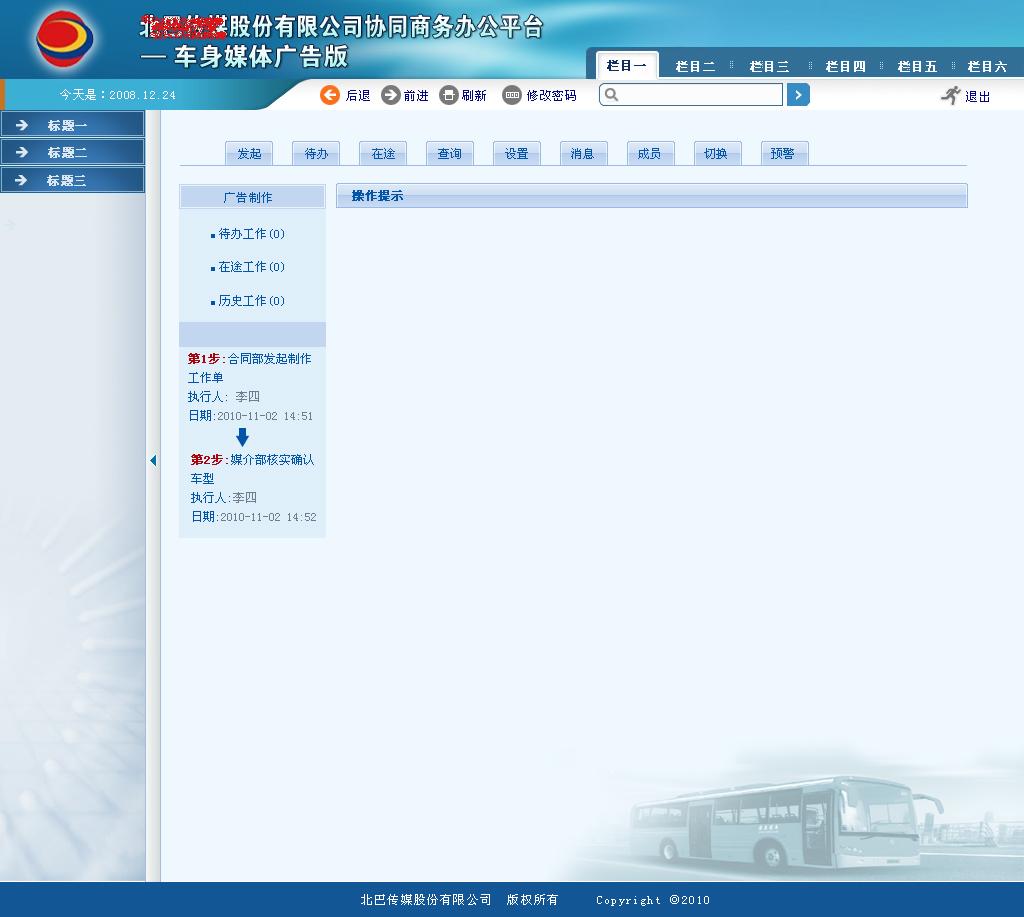 北巴传媒股份有限公司协同商务办公平台
— 车身媒体广告版
栏目一 栏目二 栏目三 栏目四 栏目五 栏目六
今天是：2008.12.24
后退 前进 刷新 修改密码 退出
标题一
标题二
标题三
发起 待办 在途 查询 设置 消息 成员 切换 预警
广告制作
操作提示
待办工作(0)
在途工作(0)
历史工作(0)
第1步:合同部发起制作
工作单
执行人: 李四
日期:2010-11-02 14:51
第2步:媒介部核实确认
车型
执行人:李四
日期:2010-11-02 14:52
北巴传媒股份有限公司 版权所有 Copyright ©2010